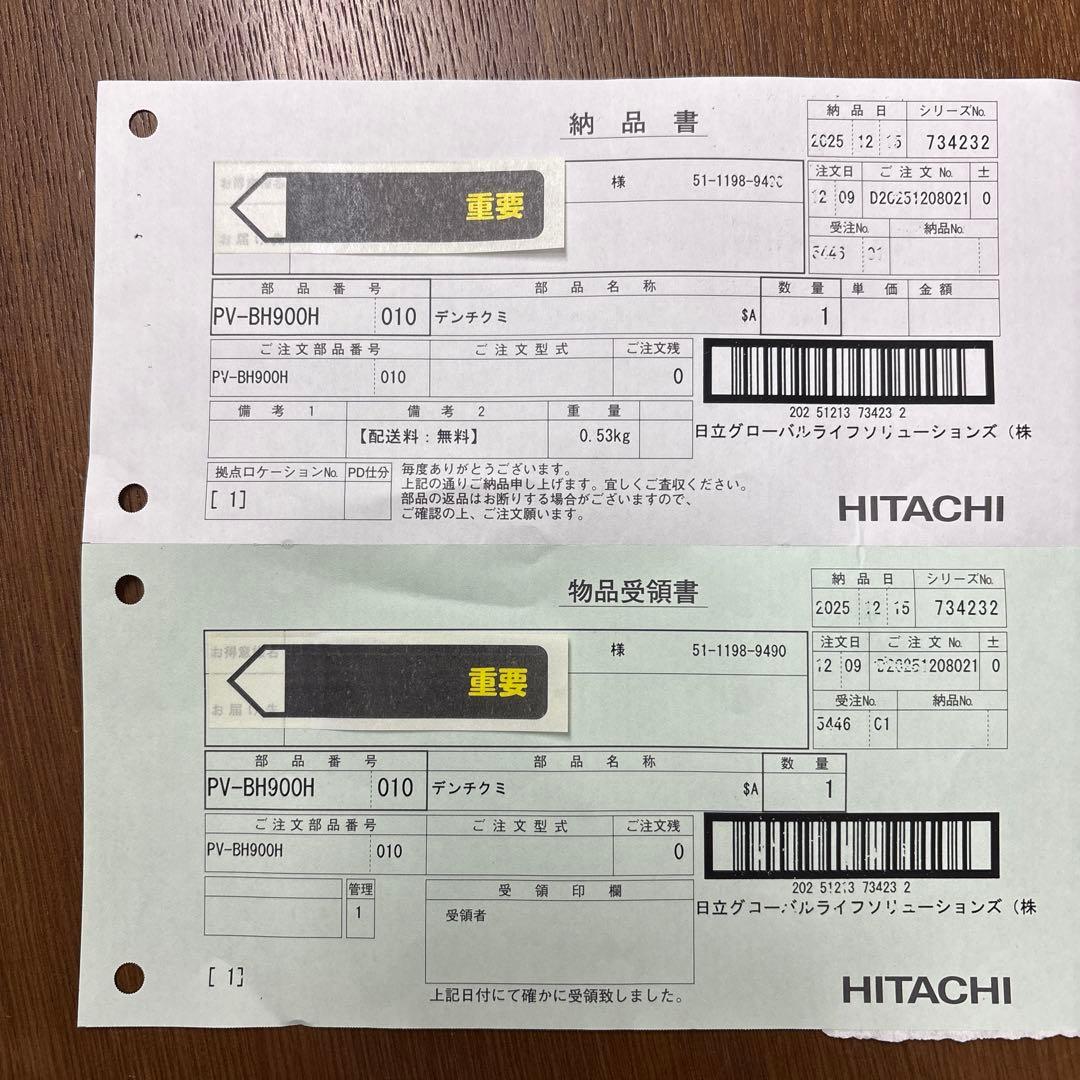 納品書
納品日 シリーズNo.
2025 12 15 734232
重要
様 51-1198-9490
注文日 ご注文No. 士
12 09 D20251208021 0
受注No. 納品No.
5446 01
部品番号 部品名称 数量 単価 金額
PV-BH900H 010 デンチクミ $A 1
ご注文部品番号 ご注文型式 ご注文残
PV-BH900H 010 0
202 51213 73423 2
備考1 備考2 重量
【配送料：無料】 0.53kg
日立グローバルライフソリューションズ（株
拠点ロケーションNo. PD仕分
[ 1]
毎度ありがとうございます。
上記の通りご納品申し上げます。宜しくご査収ください。
部品の返品はお断りする場合がございますので、
ご確認の上、ご注文願います。
HITACHI
物品受領書
納品日 シリーズNo.
2025 12 15 734232
お得意様名
重要
様 51-1198-9490
お届け先
注文日 ご注文No. 士
12 09 D20251208021 0
受注No. 納品No.
5446 01
部品番号 部品名称 数量
PV-BH900H 010 デンチクミ $A 1
ご注文部品番号 ご注文型式 ご注文残
PV-BH900H 010 0
202 51213 73423 2
管理
1
受領印欄
受領者
日立グローバルライフソリューションズ（株
[ 1]
上記日付にて確かに受領致しました。
HITACHI